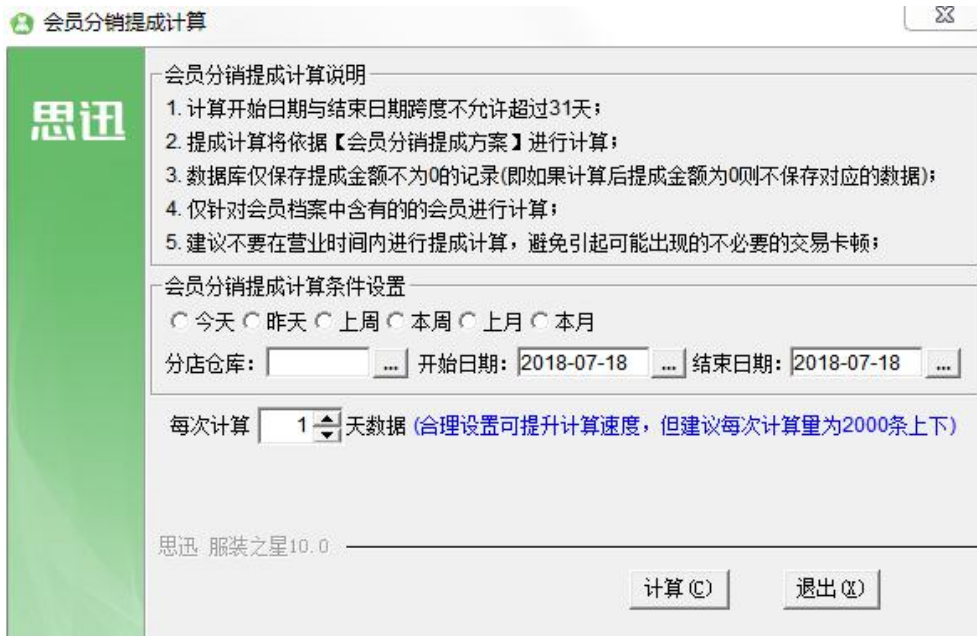 会员分销提成计算
思迅
会员分销提成计算说明
1. 计算开始日期与结束日期跨度不允许超过31天；
2. 提成计算将依据【会员分销提成方案】进行计算；
3. 数据库仅保存提成金额不为0的记录(即如果计算后提成金额为0则不保存对应的数据)；
4. 仅针对会员档案中含有的的会员进行计算；
5. 建议不要在营业时间内进行提成计算，避免引起可能出现的不必要的交易卡顿；
会员分销提成计算条件设置
今天 昨天 上周 本周 上月 本月
分店仓库： ... 开始日期： 2018-07-18 ... 结束日期： 2018-07-18 ...
每次计算 1 天数据 (合理设置可提升计算速度，但建议每次计算量为2000条上下)
思迅 服装之星10.0
计算(C) 退出(X)